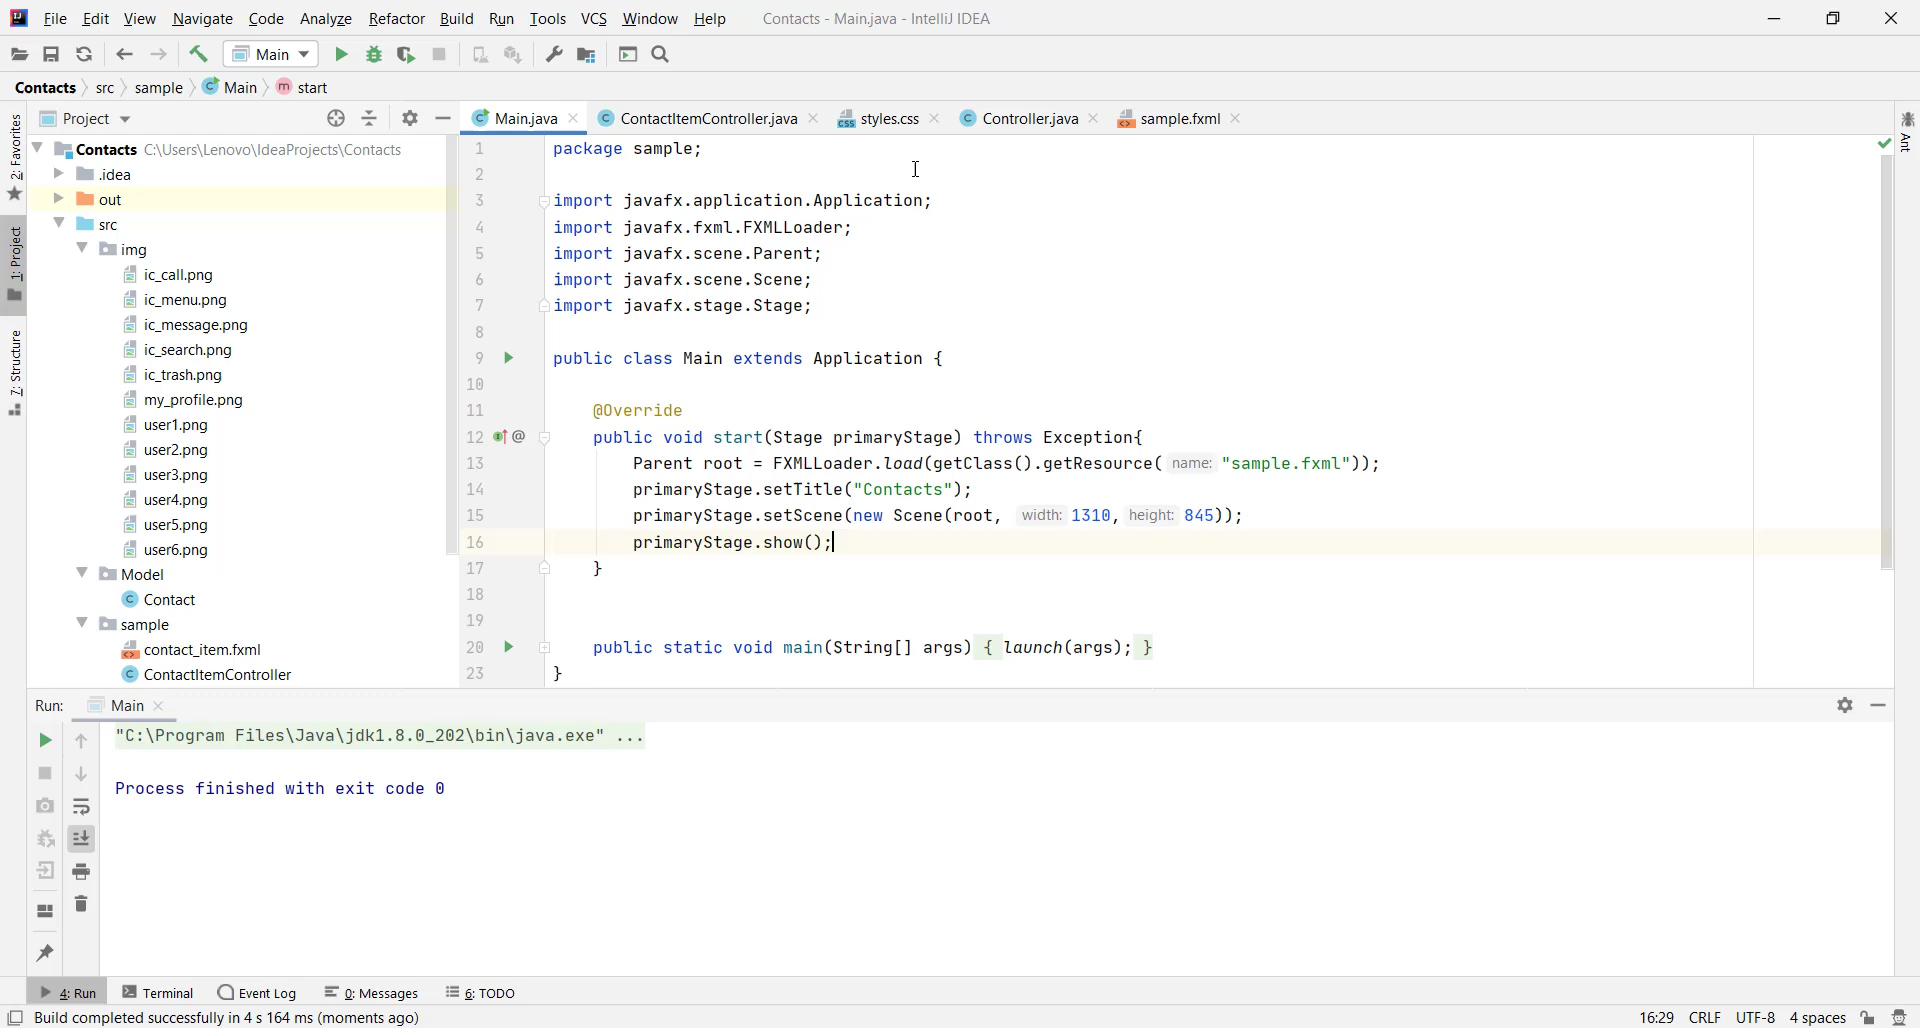 File Edit View Navigate Code Analyze Refactor Build Run Tools VCS Window Help Contacts - Main.java - IntelliJ IDEA
Main
Contacts src sample Main start
Project
Main.java ContactItemController.java styles.css Controller.java sample.fxml
2: Favorites
1: Project
7: Structure
Ant
Contacts C:\Users\Lenovo\IdeaProjects\Contacts
.idea
out
src
img
ic_call.png
ic_menu.png
ic_message.png
ic_search.png
ic_trash.png
my_profile.png
user1.png
user2.png
user3.png
user4.png
user5.png
user6.png
Model
Contact
sample
contact_item.fxml
ContactItemController
1 package sample;
2
3 import javafx.application.Application;
4 import javafx.fxml.FXMLLoader;
5 import javafx.scene.Parent;
6 import javafx.scene.Scene;
7 import javafx.stage.Stage;
8
9 public class Main extends Application {
10
11 @Override
12 public void start(Stage primaryStage) throws Exception{
13 Parent root = FXMLLoader.load(getClass().getResource( name: "sample.fxml"));
14 primaryStage.setTitle("Contacts");
15 primaryStage.setScene(new Scene(root, width: 1310, height: 845));
16 primaryStage.show();
17 }
18
19
20 public static void main(String[] args) { launch(args); }
23 }
Run: Main
"C:\Program Files\Java\jdk1.8.0_202\bin\java.exe" ...
Process finished with exit code 0
4: Run Terminal Event Log 0: Messages 6: TODO
Build completed successfully in 4 s 164 ms (moments ago) 16:29 CRLF UTF-8 4 spaces